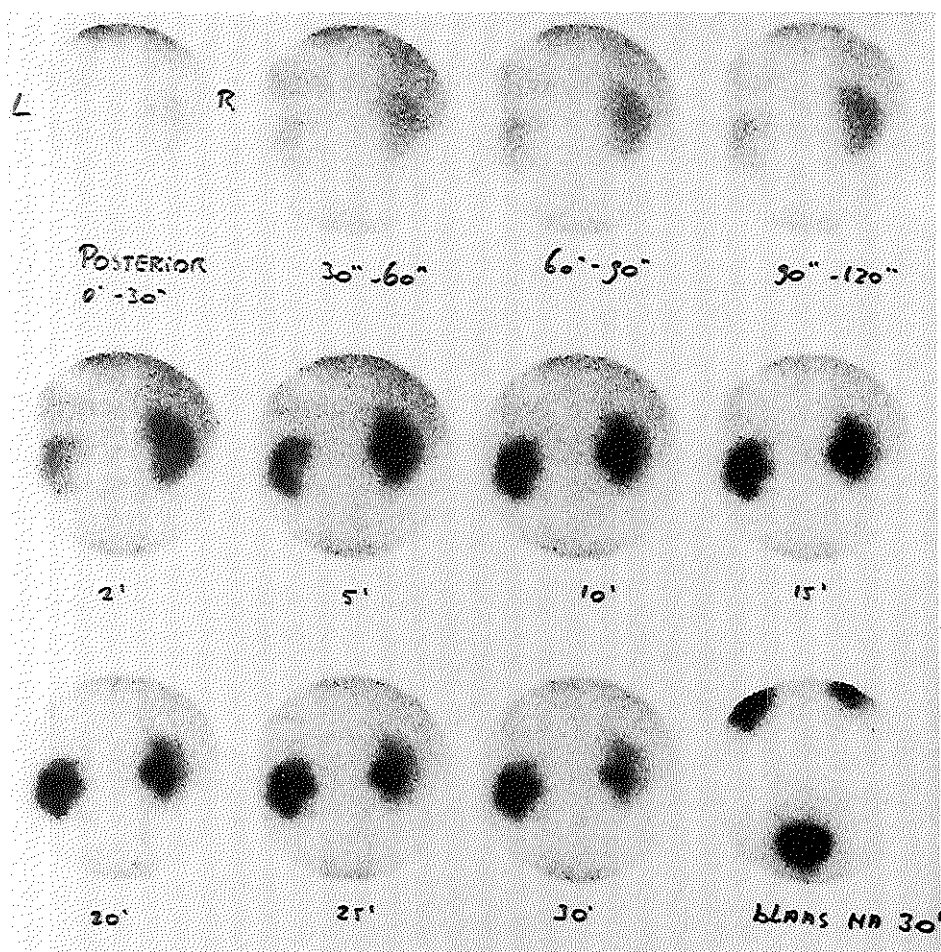 L
R
POSTERIOR
0" -30"
30" -60"
60" -90"
90" -120"
2'
5'
10'
15'
20'
25'
30'
bLAAS NA 30'